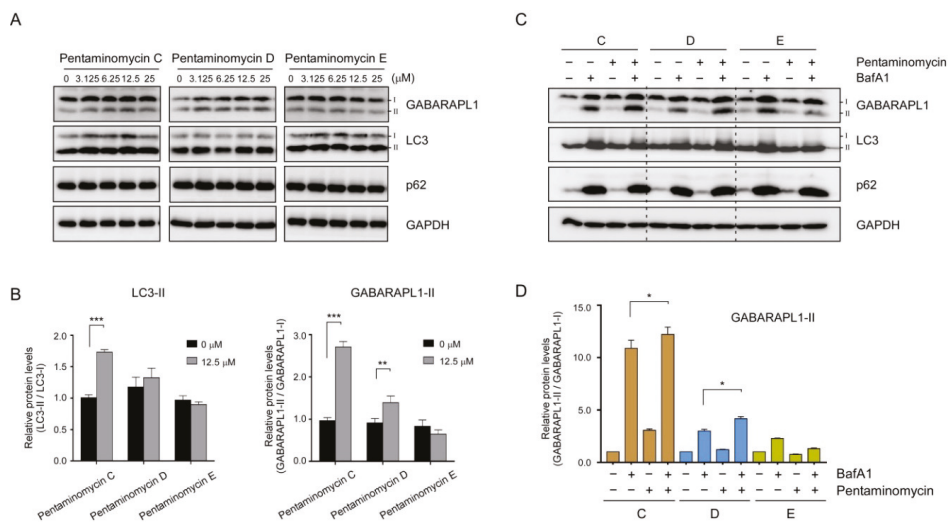 A
Pentaminomycin C Pentaminomycin D Pentaminomycin E
0 3.125 6.25 12.5 25 0 3.125 6.25 12.5 25 0 3.125 6.25 12.5 25 (μM)
I
II
GABARAPL1
I
II
LC3
p62
GAPDH
B
LC3-II
Relative protein levels
(LC3-II / LC3-I)
2.0
1.5
1.0
0.5
0.0
***
0 μM
12.5 μM
Pentaminomycin C
Pentaminomycin D
Pentaminomycin E
GABARAPL1-II
Relative protein levels
(GABARAPL1-II / GABARAPL1-I)
3.0
2.0
1.0
0.0
***
**
0 μM
12.5 μM
Pentaminomycin C
Pentaminomycin D
Pentaminomycin E
C
C D E
– – + + – – + + – – + + Pentaminomycin
– + – + – + – + – + – + BafA1
I
II
GABARAPL1
I
II
LC3
p62
GAPDH
D
GABARAPL1-II
Relative protein levels
(GABARAPL1-II / GABARAPL1-I)
15.0
10.0
5.0
0.0
*
*
– + – + – + – + – + – + BafA1
– – + + – – + + – – + + Pentaminomycin
C D E